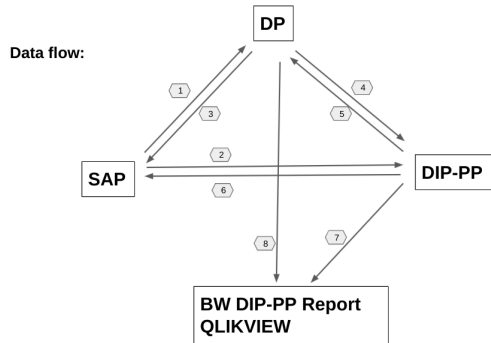 DP
Data flow:
1
4
3
5
2
SAP
DIP-PP
6
7
8
BW DIP-PP Report
QLIKVIEW